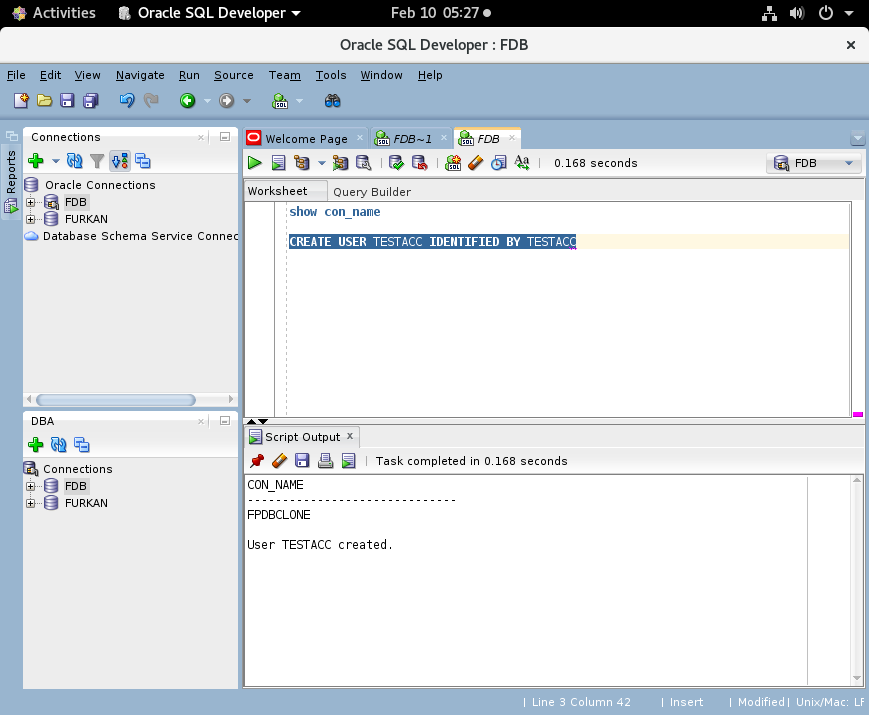 Activities Oracle SQL Developer Feb 10 05:27
Oracle SQL Developer : FDB
File Edit View Navigate Run Source Team Tools Window Help
Reports
Connections
Oracle Connections
FDB
FURKAN
Database Schema Service Connec
DBA
Connections
FDB
FURKAN
Welcome Page FDB~1 FDB
0.168 seconds FDB
Worksheet Query Builder
show con_name
CREATE USER TESTACC IDENTIFIED BY TESTACC
Script Output
Task completed in 0.168 seconds
CON_NAME
------------------------------
FPDBCLONE
User TESTACC created.
Line 3 Column 42 | Insert | Modified | Unix/Mac: LF